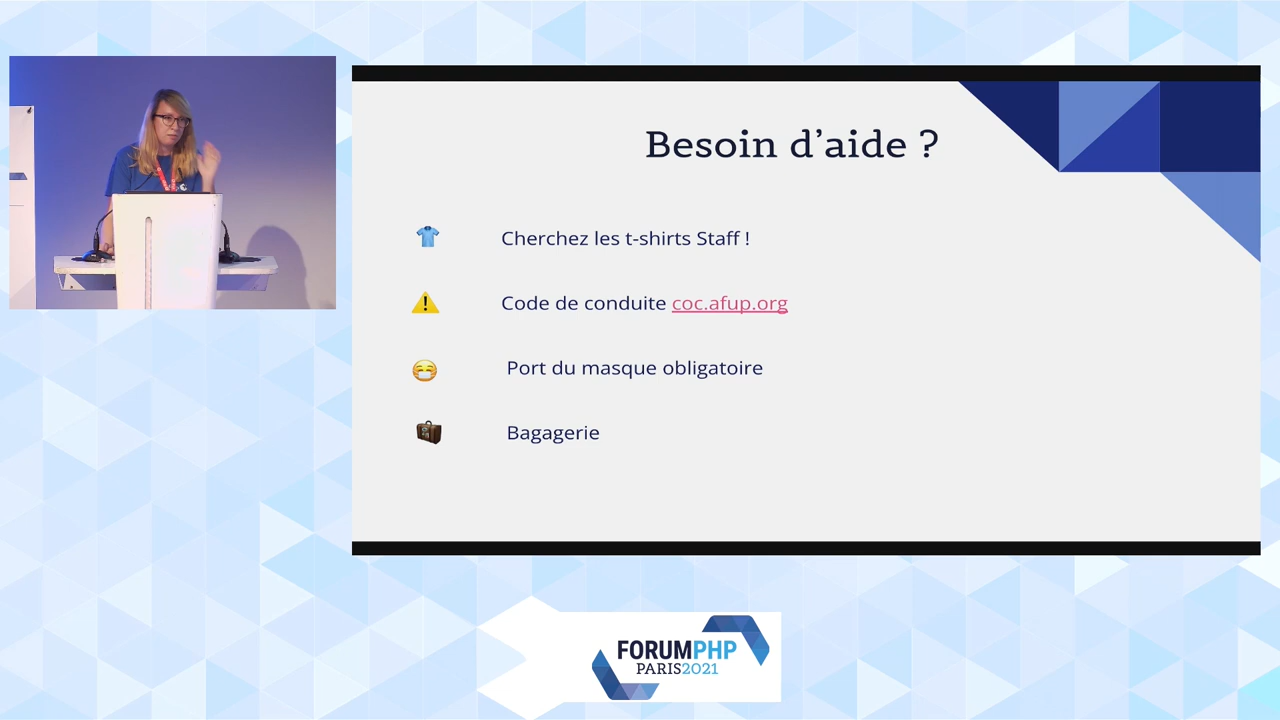 Besoin d’aide ?
Cherchez les t-shirts Staff !
Code de conduite coc.afup.org
Port du masque obligatoire
Bagagerie
FORUMPHP
PARIS2021